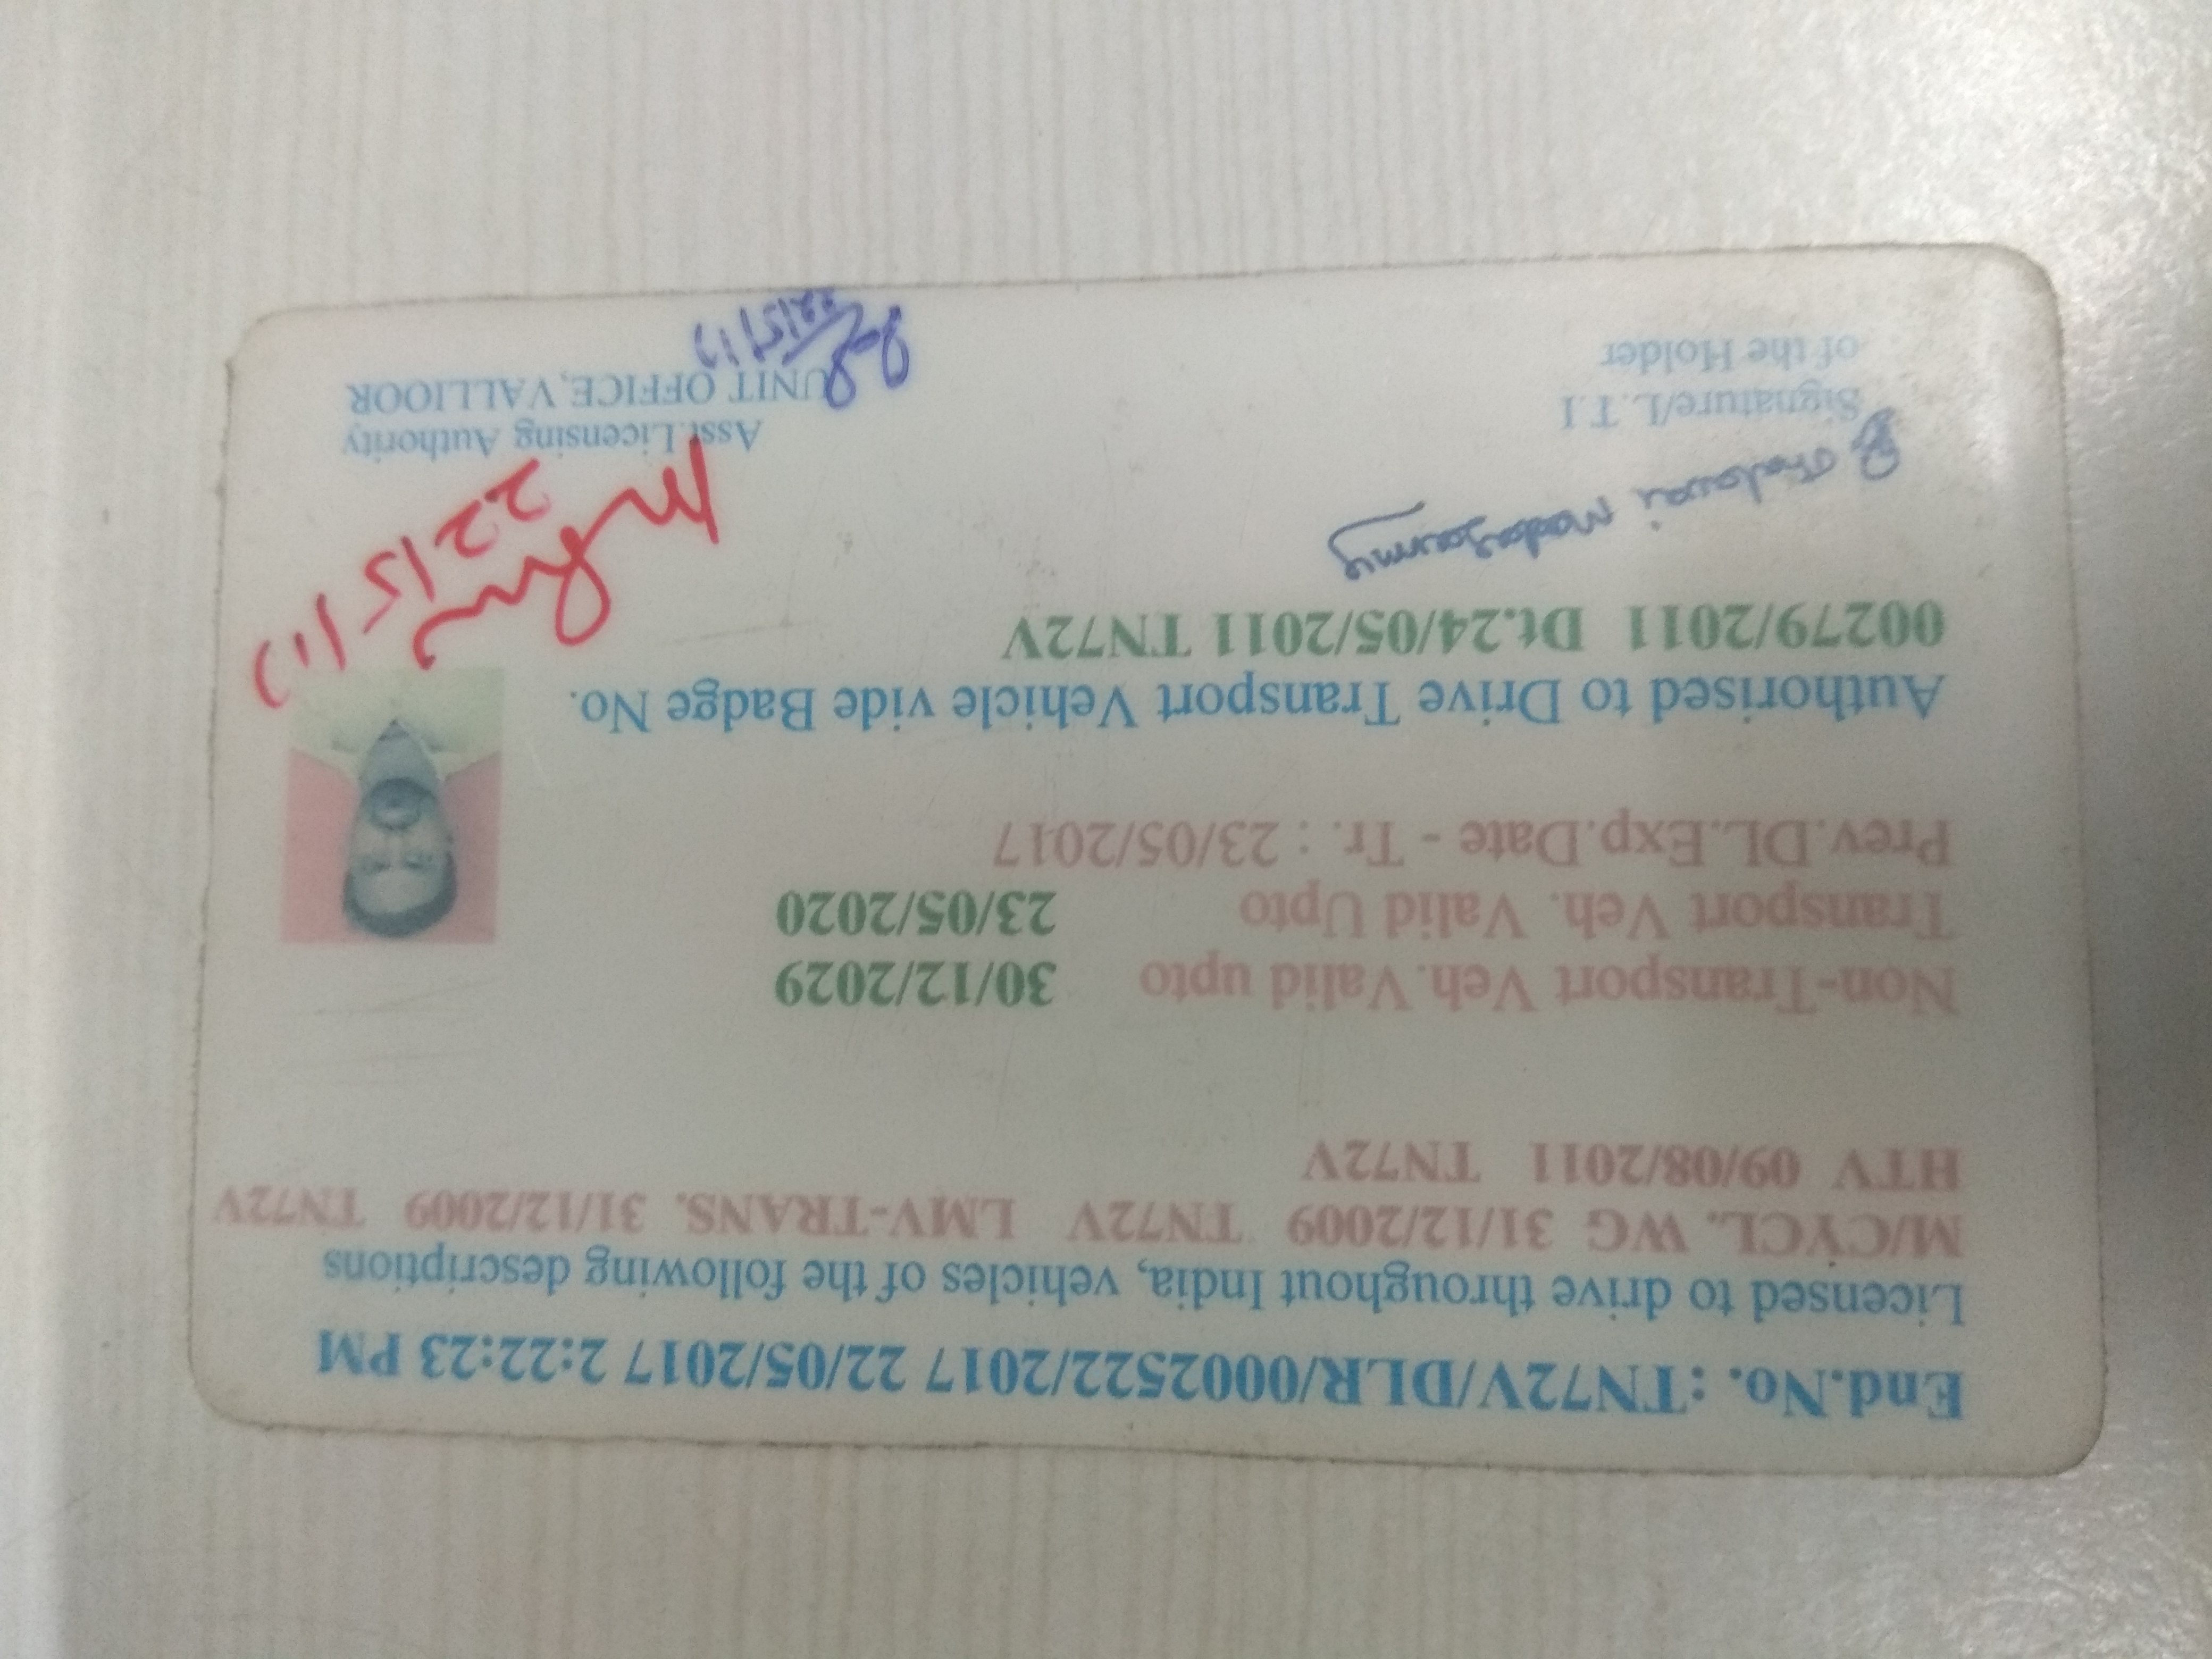 End.No. :TN72V/DLR/0002522/2017 22/05/2017 2:22:23 PM
Licensed to drive throughout India, vehicles of the following descriptions
M/CYCL. WG 31/12/2009 TN72V LMV-TRANS. 31/12/2009 TN72V
HTV 09/08/2011 TN72V
Non-Transport Veh.Valid upto 30/12/2029
Transport Veh. Valid Upto 23/05/2020
Prev.DL.Exp.Date - Tr. : 23/05/2017
Authorised to Drive Transport Vehicle vide Badge No.
00279/2011 Dt.24/05/2011 TN72V
22/5/17
Signature/L.T.I
of the Holder
Asst.Licensing Authority
UNIT OFFICE,VALLIOOR
22/5/17